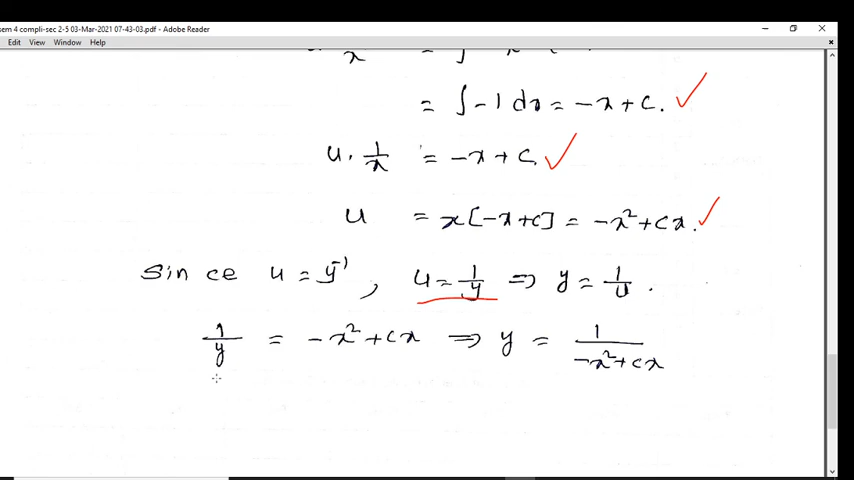 sem 4 compli-sec 2-5 03-Mar-2021 07-43-03.pdf - Adobe Reader
Edit View Window Help
= ∫ -1 dx = -x + c. ✓
u. 1/x = -x + c ✓
u = x[-x+c] = -x² + cx. ✓
Since u = y⁻¹, u = 1/y ⇒ y = 1/u.
1/y = -x² + cx ⇒ y = 1/(-x² + cx)